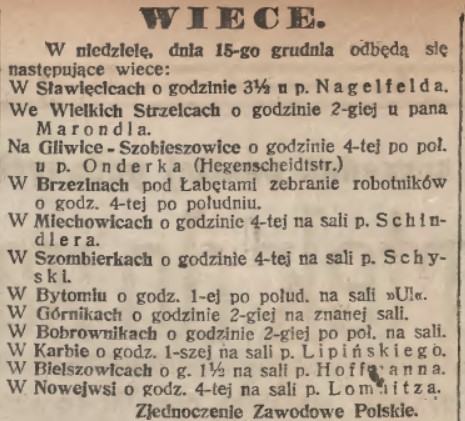 WIECE.
W niedzielę, dnia 15-go grudnia odbędą się
następujące wiece:
W Sławięcicach o godzinie 3½ u p. Nagelfelda.
We Wielkich Strzelcach o godzinie 2-giej u pana
Marondla.
Na Gliwice-Szobieszowice o godzinie 4-tej po poł.
u p. Onderka (Hegenscheidtstr.)
W Brzezinach pod Łabętami zebranie robotników
o godz. 4-tej po południu.
W Miechowicach o godzinie 4-tej na sali p. Schin-
dlera.
W Szombierkach o godzinie 4-tej na sali p. Schy-
ski.
W Bytomiu o godz. 1-ej po połud. na sali »Ul«.
W Górnikach o godzinie 2-giej na znanej sali.
W Bobrownikach o godzinie 2-giej po poł. na sali.
W Karbie o godz. 1-szej na sali p. Lipińskiego.
W Bielszowicach o g. 1½ na sali p. Hoffmanna.
W Nowejwsi o godz. 4-tej na sali p. Lomnitza.
Zjednoczenie Zawodowe Polskie.